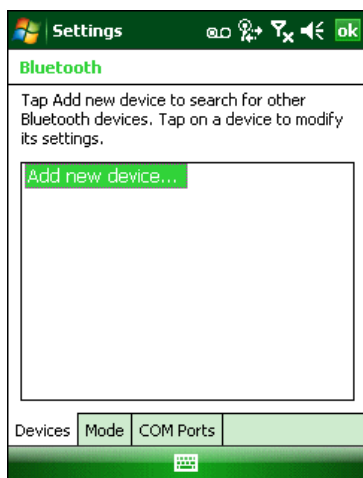 Settings
ok
Bluetooth
Tap Add new device to search for other
Bluetooth devices. Tap on a device to modify
its settings.
Add new device...
Devices Mode COM Ports